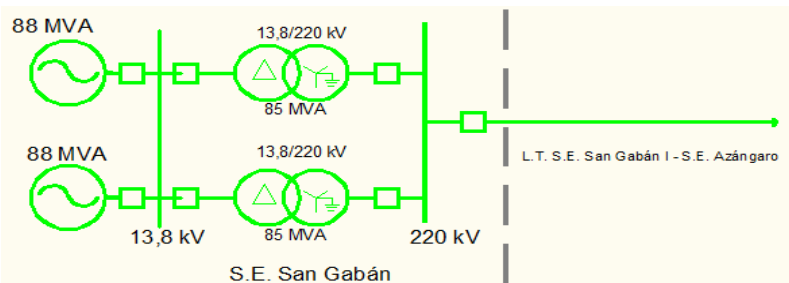 88 MVA
13,8/220 kV
85 MVA
88 MVA
13,8/220 kV
L.T. S.E. San Gabán I - S.E. Azángaro
85 MVA
13,8 kV
220 kV
S.E. San Gabán